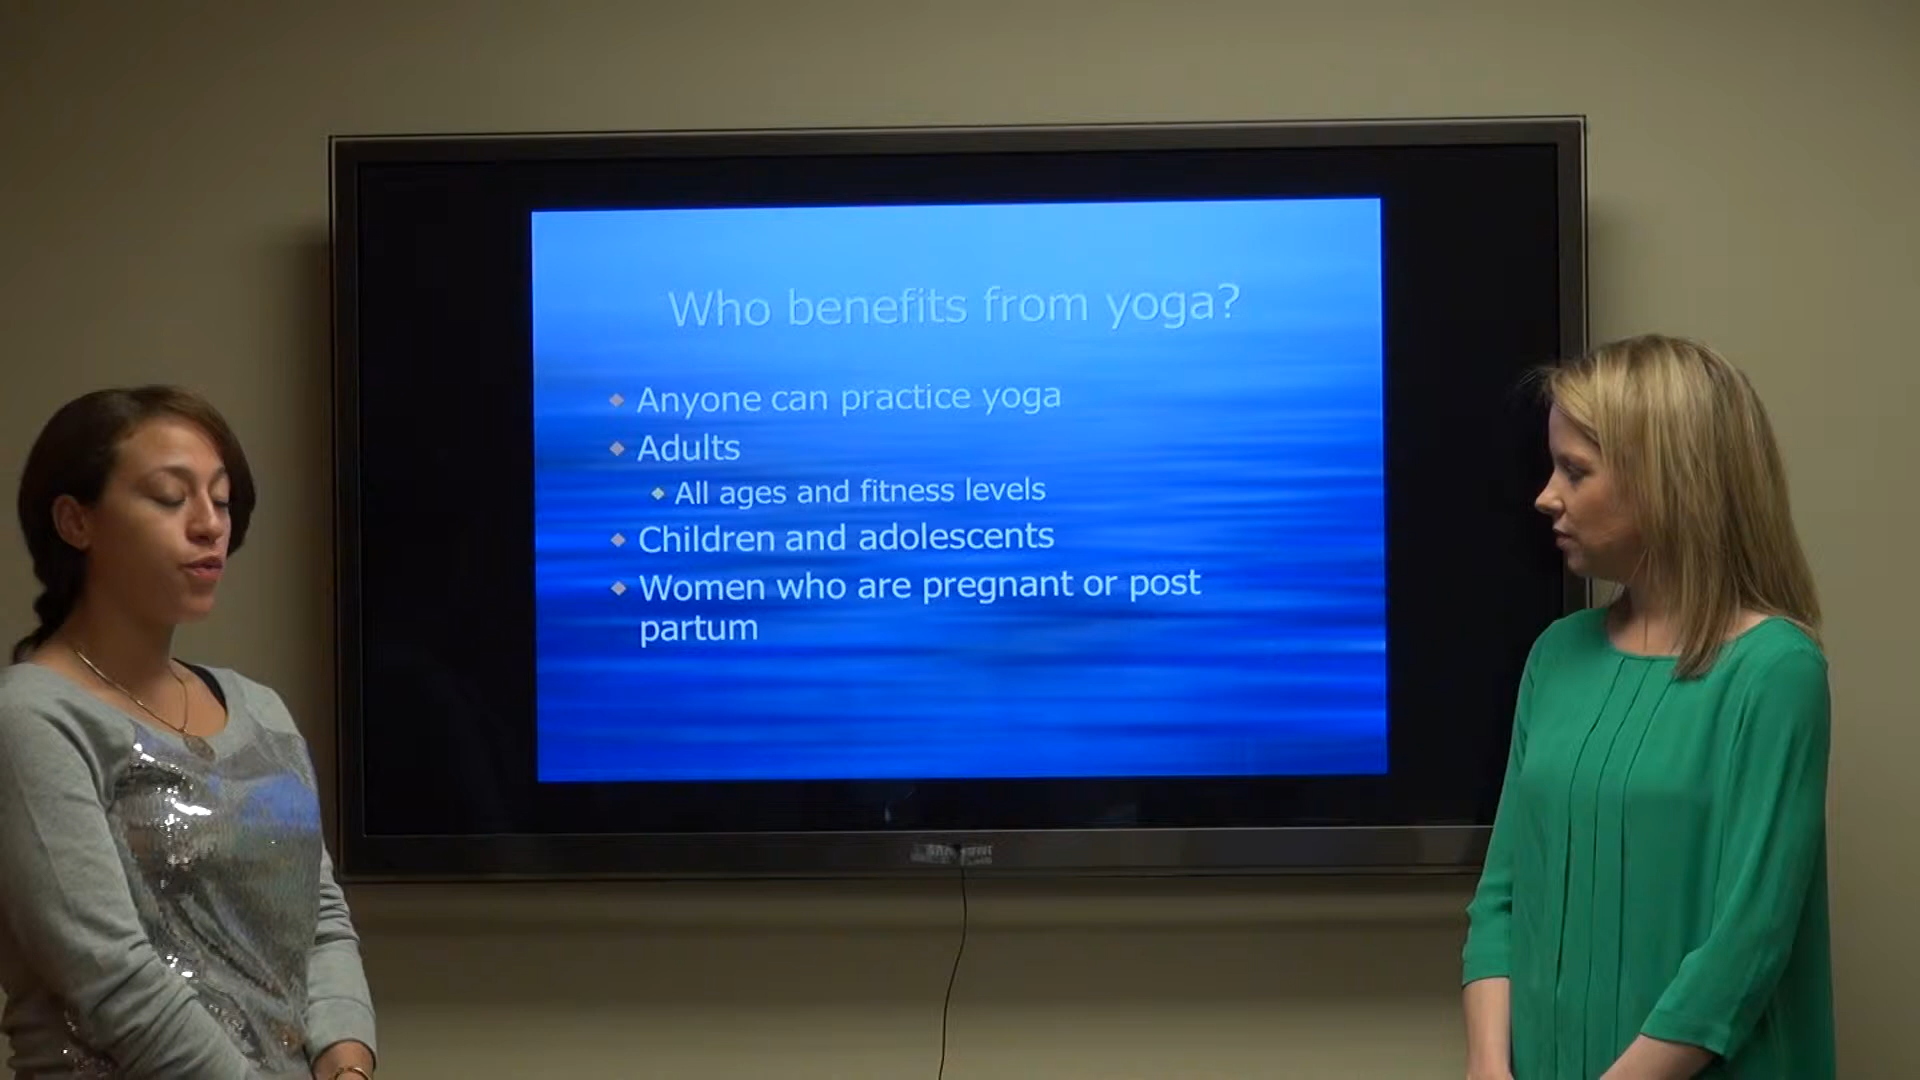 Who benefits from yoga?
Anyone can practice yoga
Adults
All ages and fitness levels
Children and adolescents
Women who are pregnant or post
partum